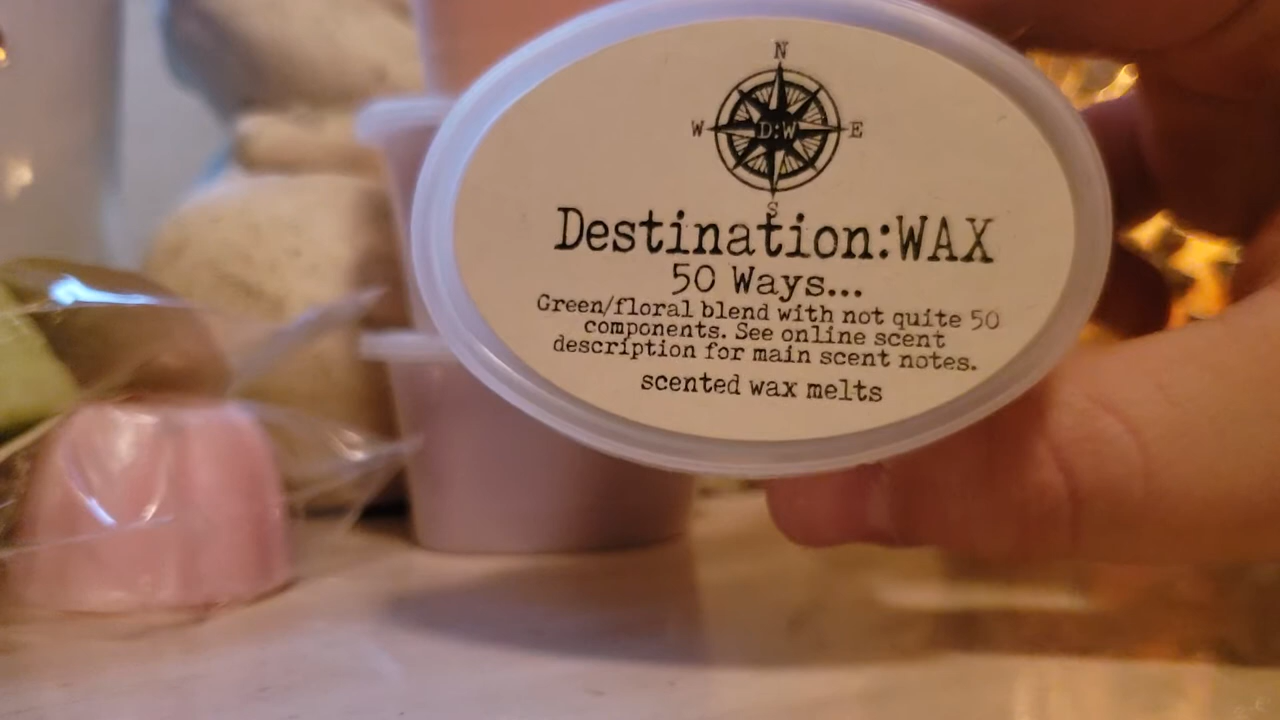 N
W D:W E
S
Destination:WAX
50 Ways...
Green/floral blend with not quite 50
components. See online scent
description for main scent notes.
scented wax melts